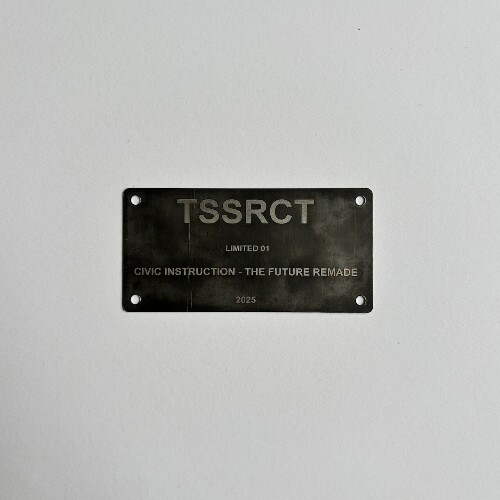 TSSRCT
LIMITED 01
CIVIC INSTRUCTION - THE FUTURE REMADE
2025